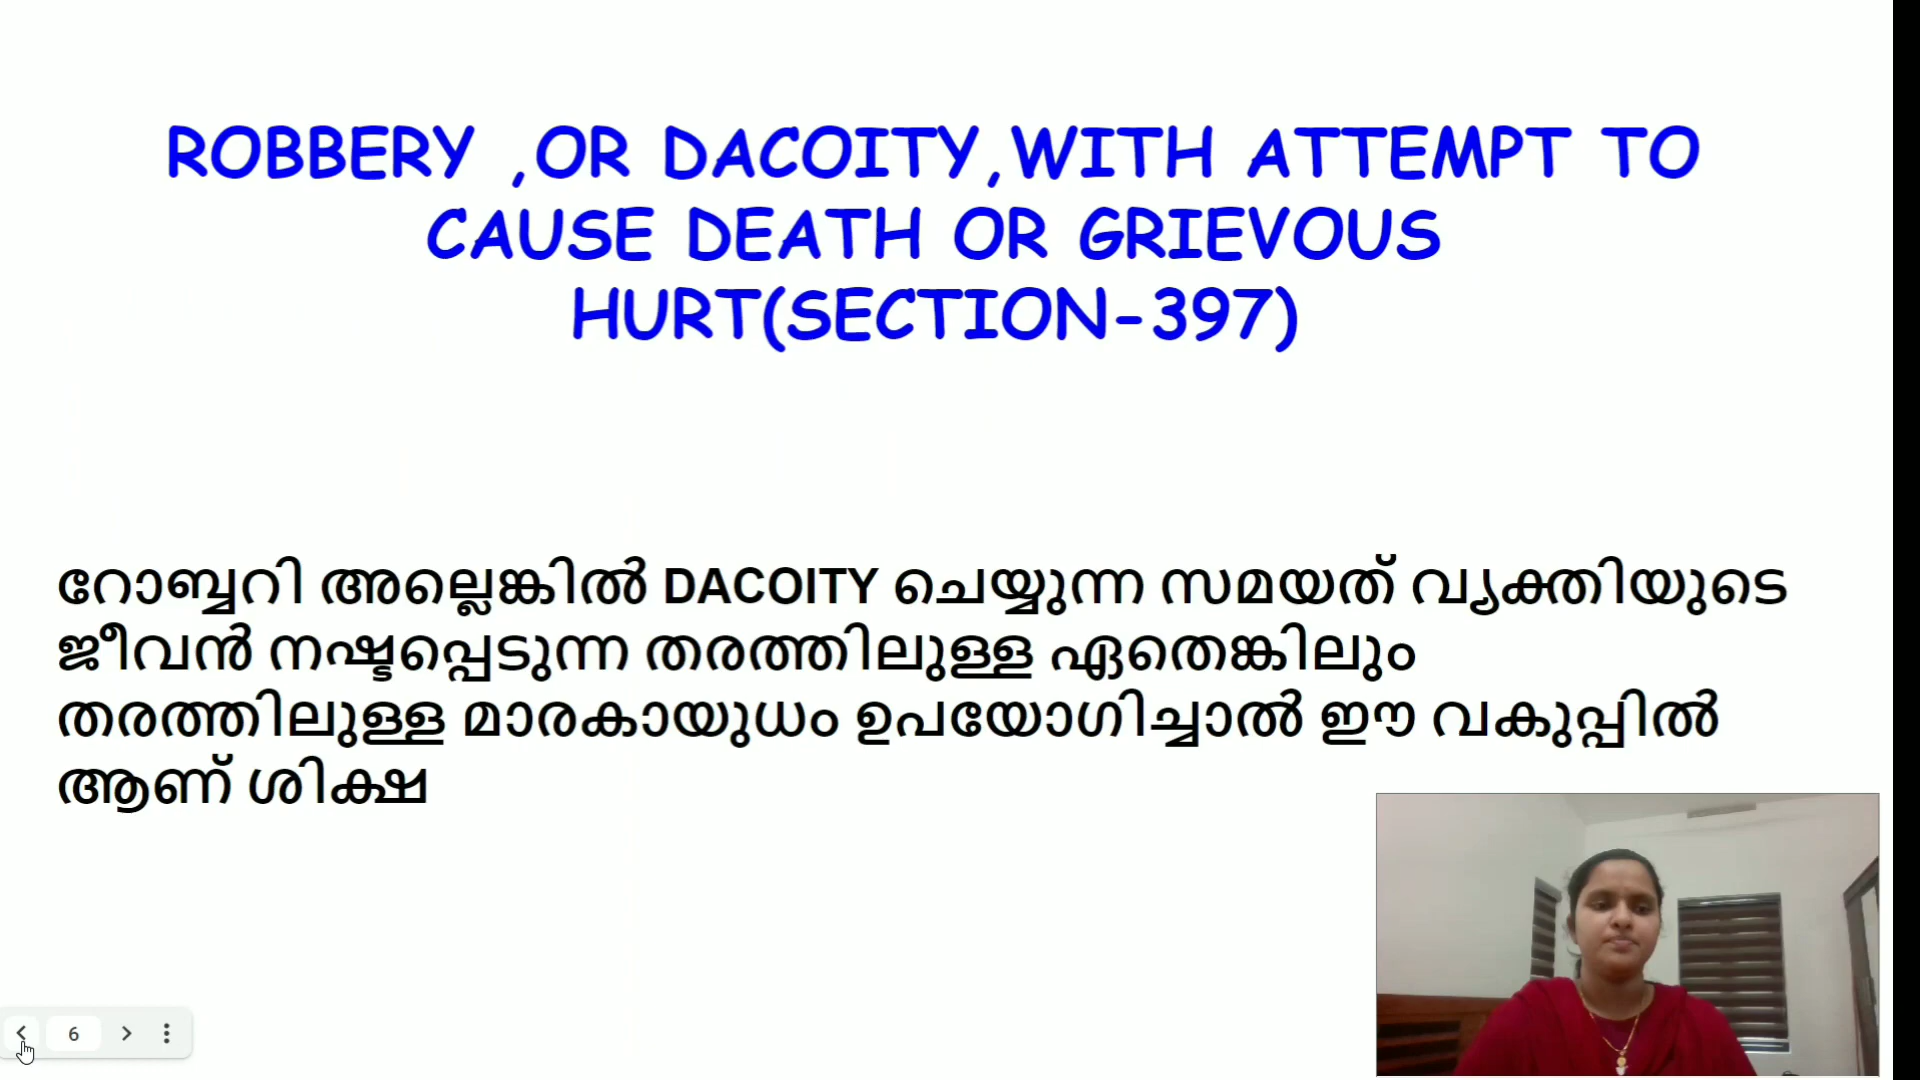 ROBBERY ,OR DACOITY,WITH ATTEMPT TO
CAUSE DEATH OR GRIEVOUS
HURT(SECTION-397)
റോബ്ബറി അല്ലെങ്കിൽ DACOITY ചെയ്യുന്ന സമയത് വ്യക്തിയുടെ
ജീവൻ നഷ്ടപ്പെടുന്ന തരത്തിലുള്ള ഏതെങ്കിലും
തരത്തിലുള്ള മാരകായുധം ഉപയോഗിച്ചാൽ ഈ വകുപ്പിൽ
ആണ് ശിക്ഷ
6